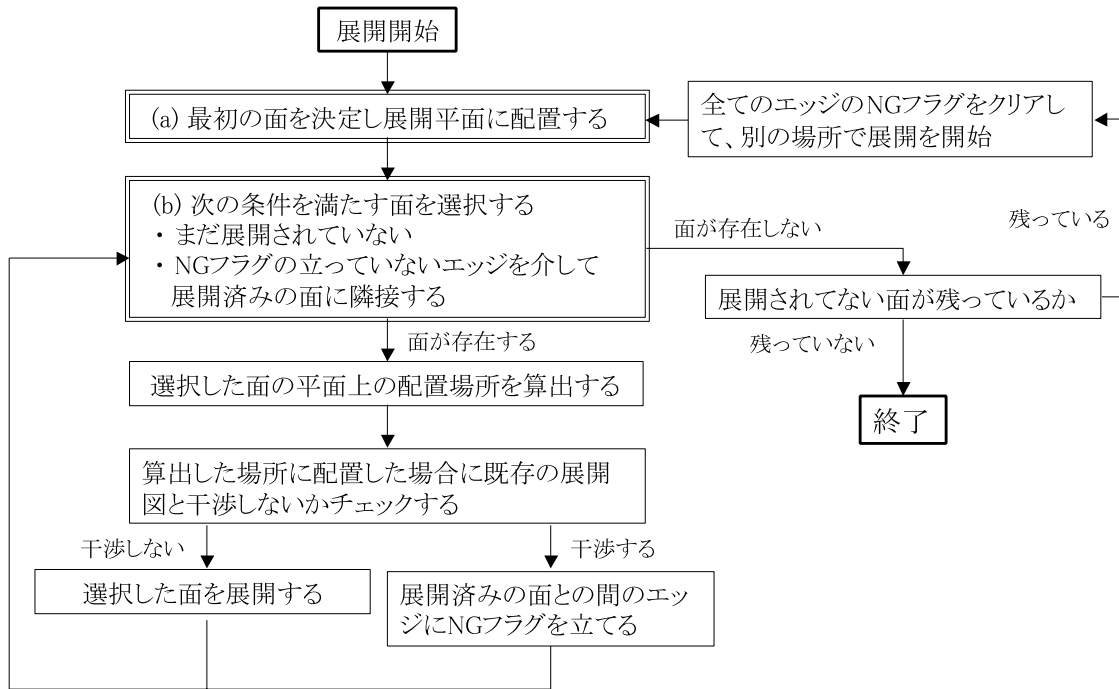 展開開始
(a) 最初の面を決定し展開平面に配置する
全てのエッジのNGフラグをクリアし
て、別の場所で展開を開始
(b) 次の条件を満たす面を選択する
・ まだ展開されていない
・ NGフラグの立っていないエッジを介して
展開済みの面に隣接する
面が存在しない
残っている
展開されてない面が残っているか
面が存在する
残っていない
選択した面の平面上の配置場所を算出する
終了
算出した場所に配置した場合に既存の展開
図と干渉しないかチェックする
干渉しない
干渉する
選択した面を展開する
展開済みの面との間のエッ
ジにNGフラグを立てる